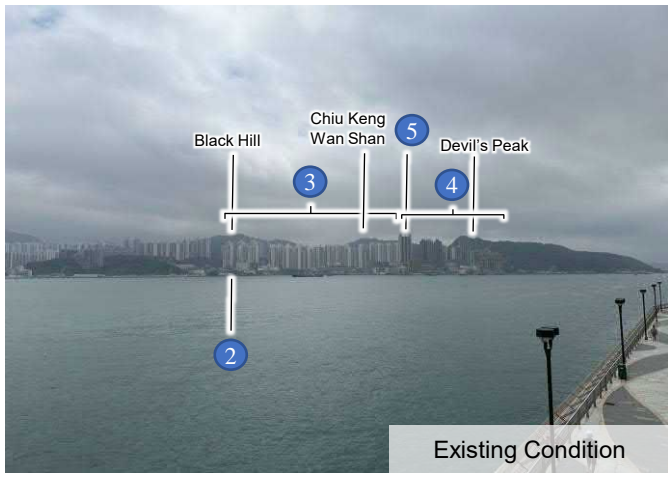 Chiu Keng
Wan Shan
5
Black Hill
Devil's Peak
3
4
2
Existing Condition